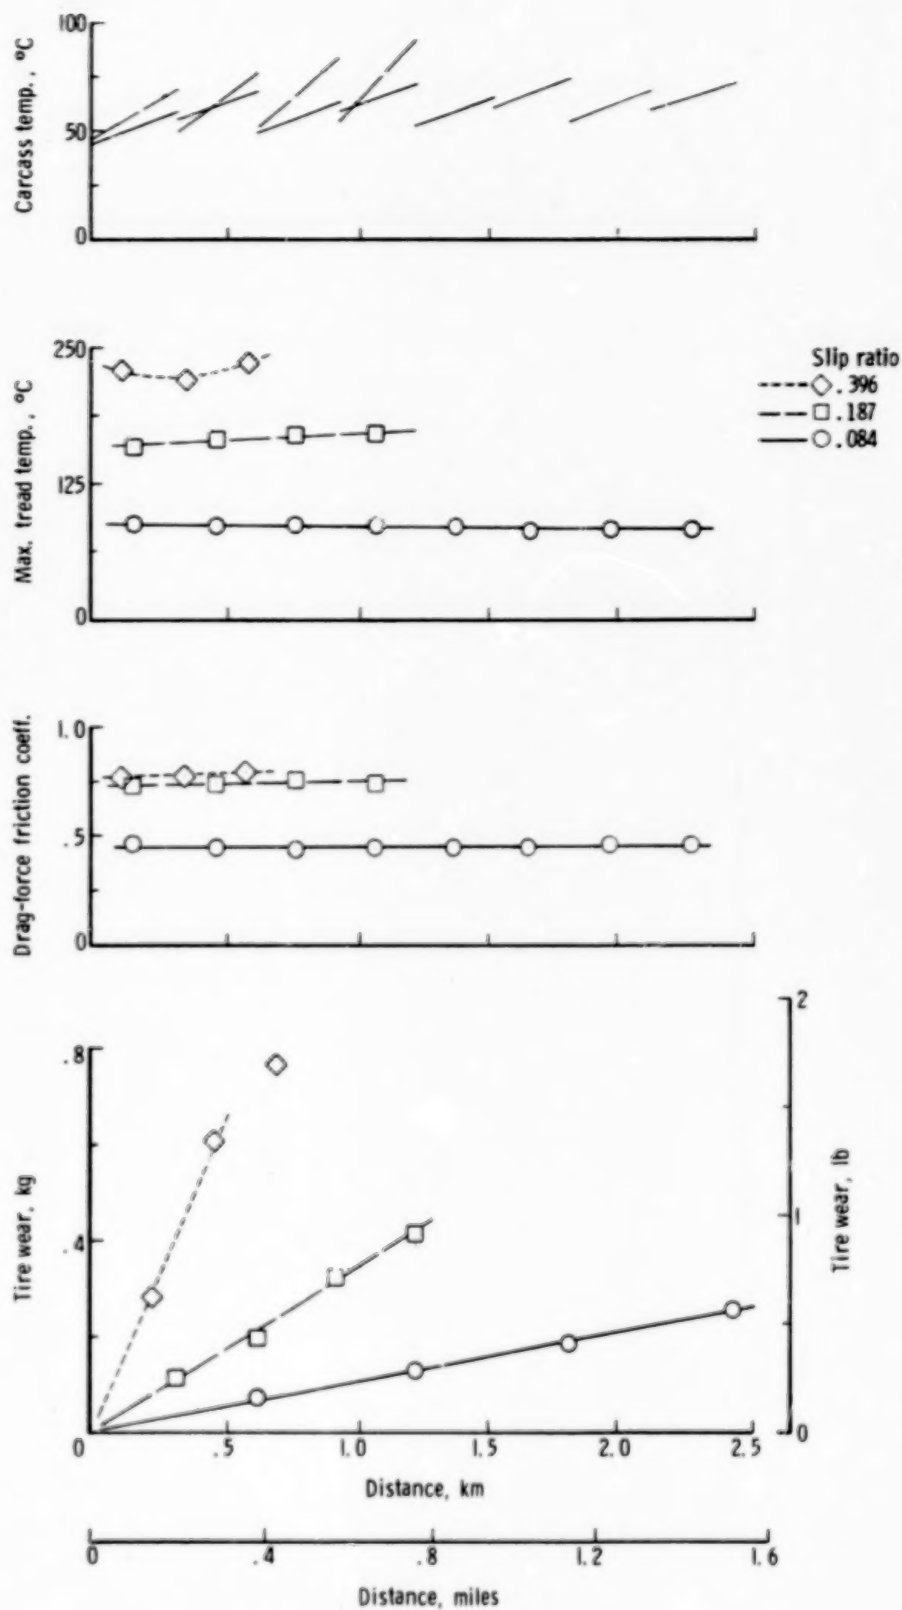 100
50
0
Carcass temp., °C
250
125
0
Max. tread temp., °C
Slip ratio
.396
.187
.084
1.0
.5
0
Drag-force friction coeff.
.8
.4
0
Tire wear, kg
2
1
0
Tire wear, lb
.5 1.0 1.5 2.0 2.5
Distance, km
0 .4 .8 1.2 1.6
Distance, miles